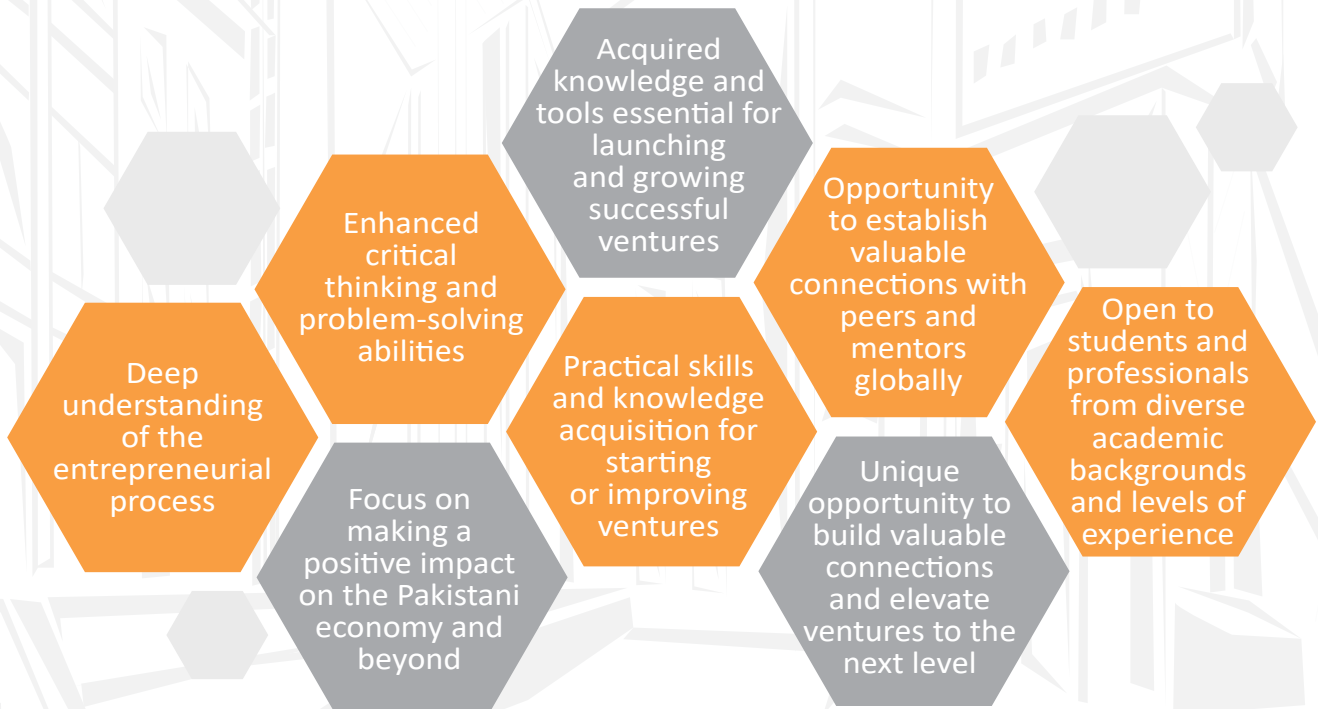 Acquired
knowledge and
tools essential for
launching
and growing
successful
ventures
Enhanced
critical
thinking and
problem-solving
abilities
Opportunity
to establish
valuable
connections with
peers and
mentors
globally
Deep
understanding
of the
entrepreneurial
process
Practical skills
and knowledge
acquisition for
starting
or improving
ventures
Open to
students and
professionals
from diverse
academic
backgrounds
and levels of
experience
Focus on
making a
positive impact
on the Pakistani
economy and
beyond
Unique
opportunity to
build valuable
connections
and elevate
ventures to the
next level